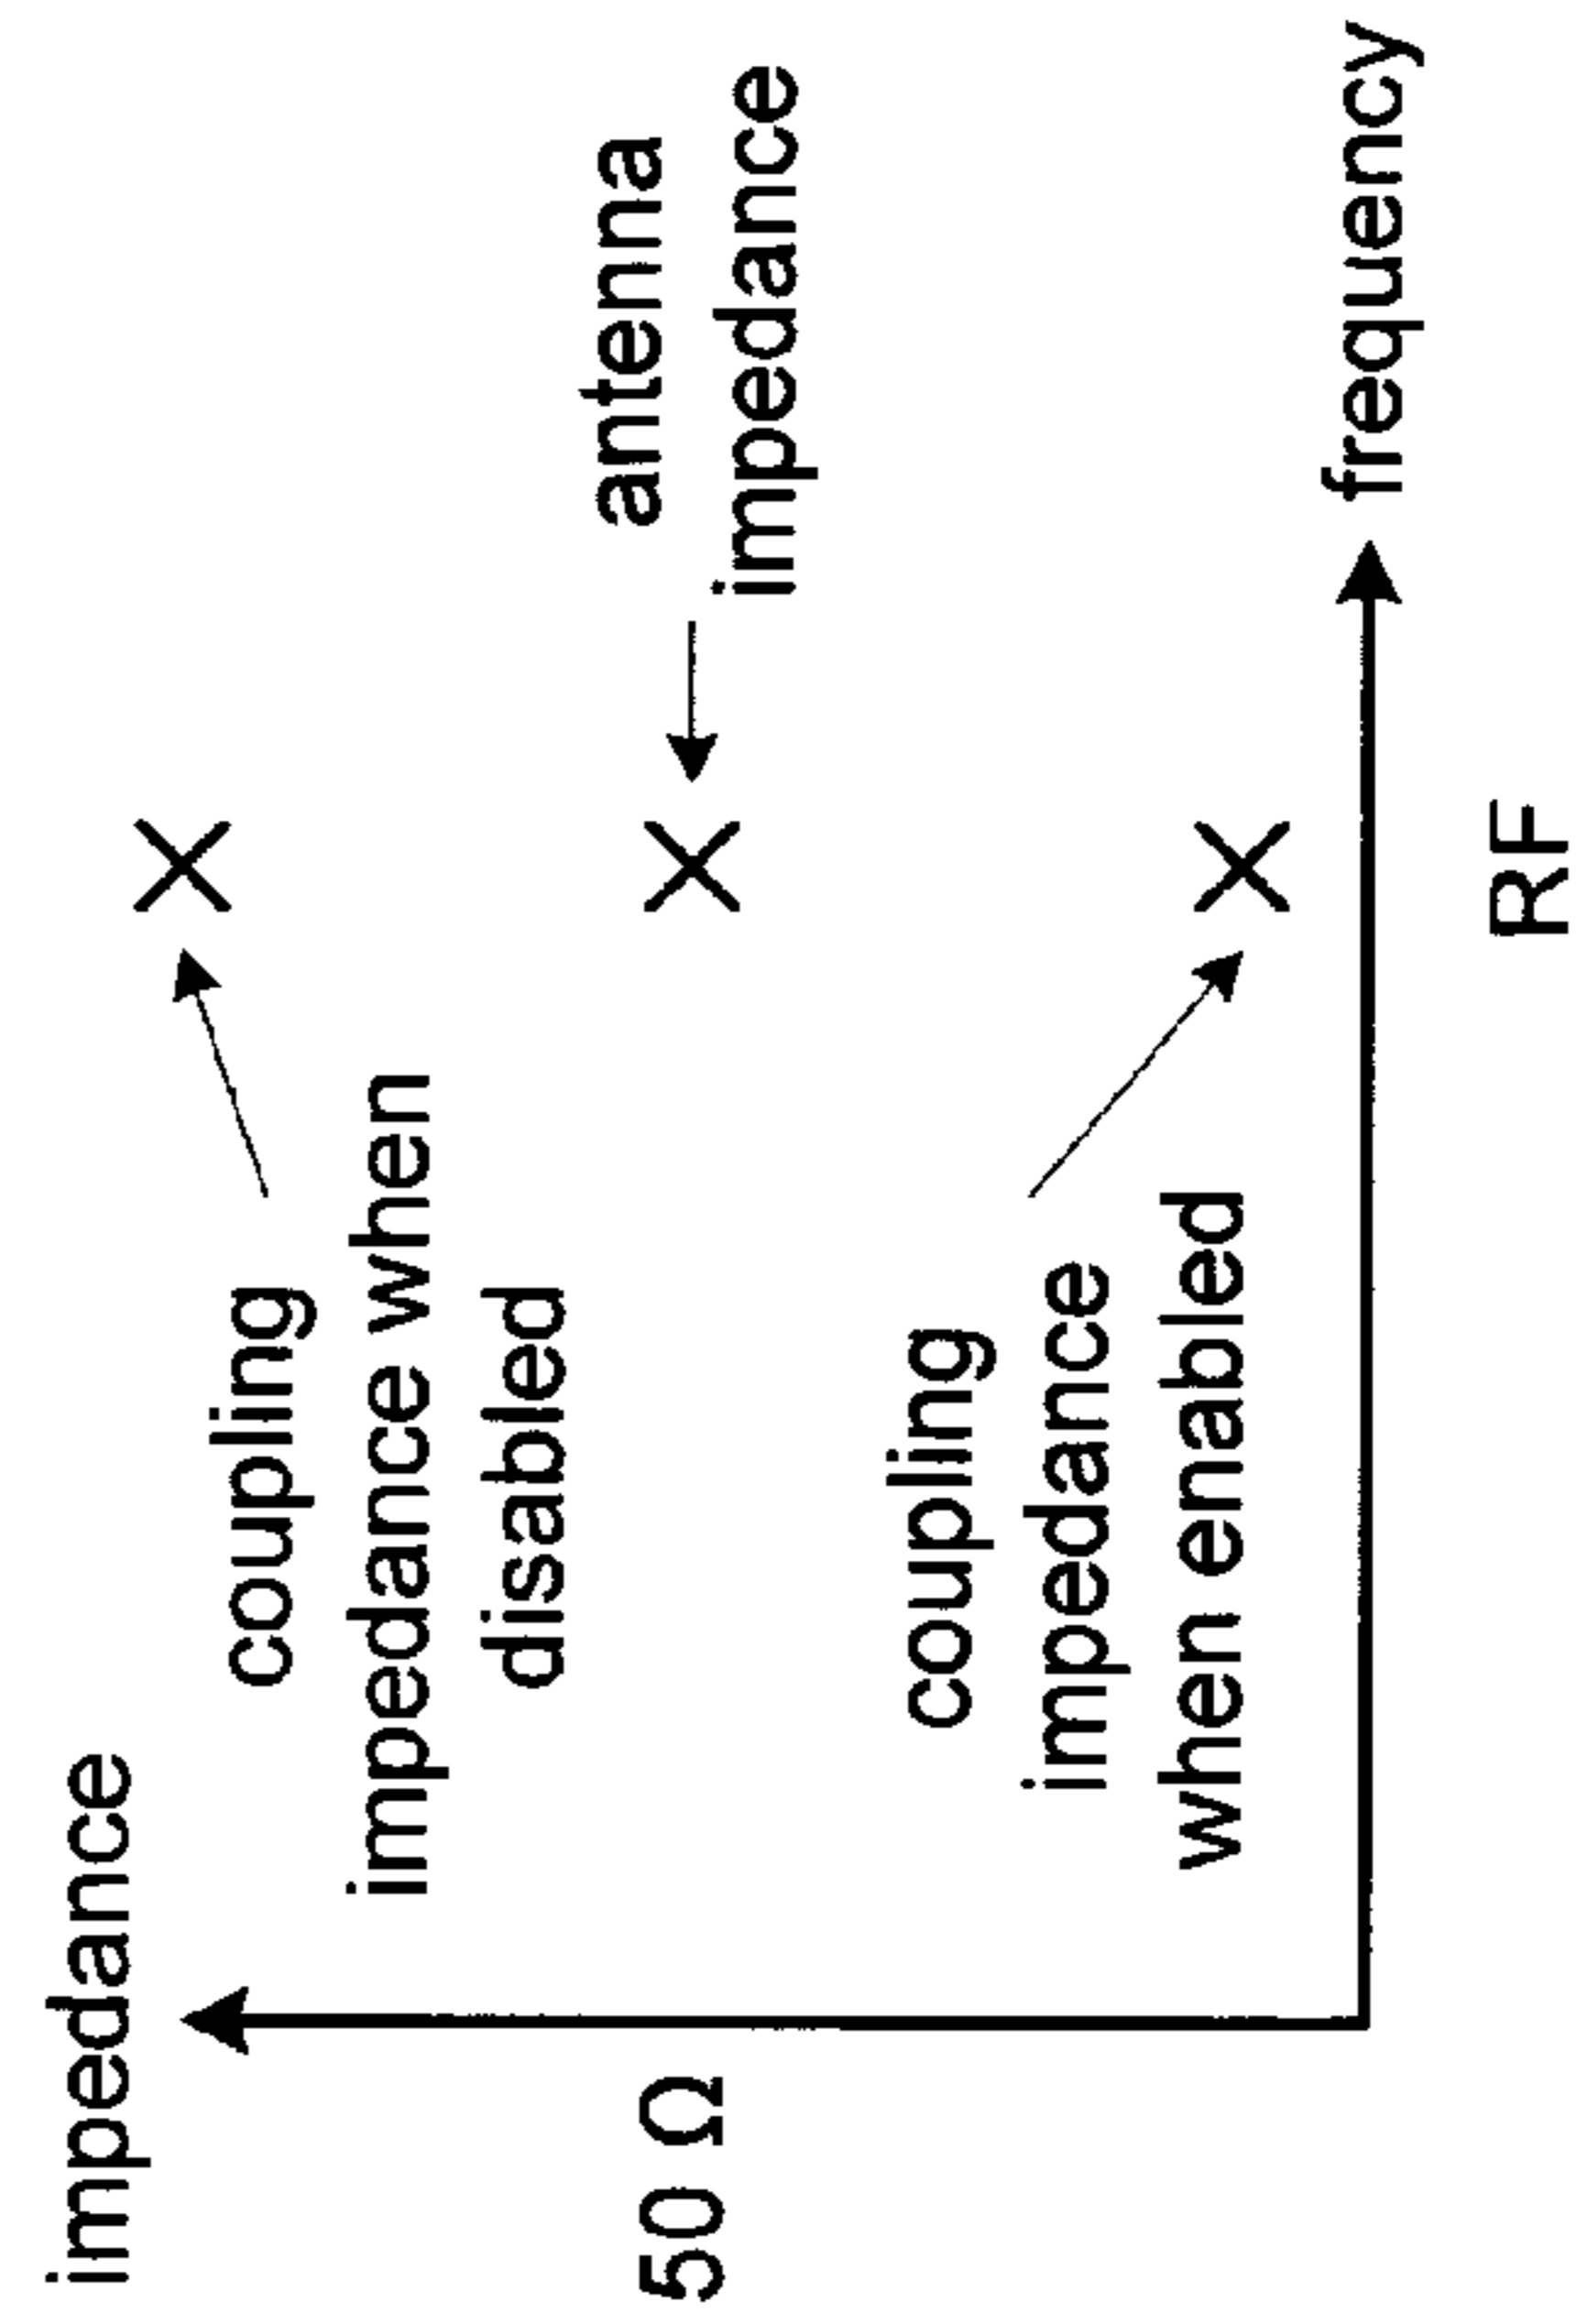 impedance
coupling
impedance when
disabled
antenna
impedance
50 Ω
coupling
impedance
when enabled
frequency
RF